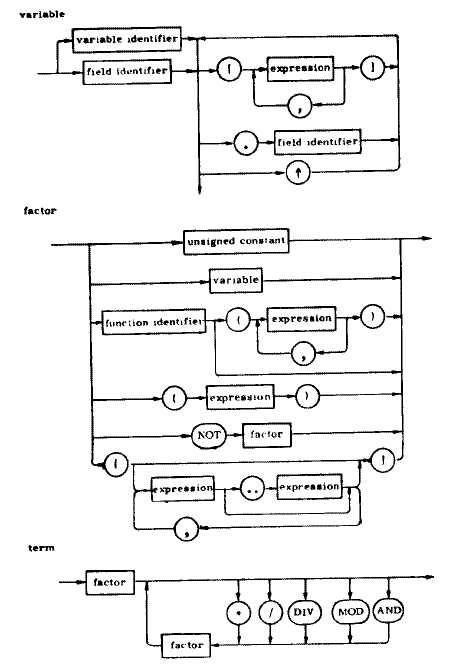 variable
variable identifier
field identifier
[ expression ]
,
. field identifier
↑
factor
unsigned constant
variable
function identifier ( expression )
,
( expression )
NOT factor
[ ]
expression .. expression
,
term
factor
* / DIV MOD AND
factor